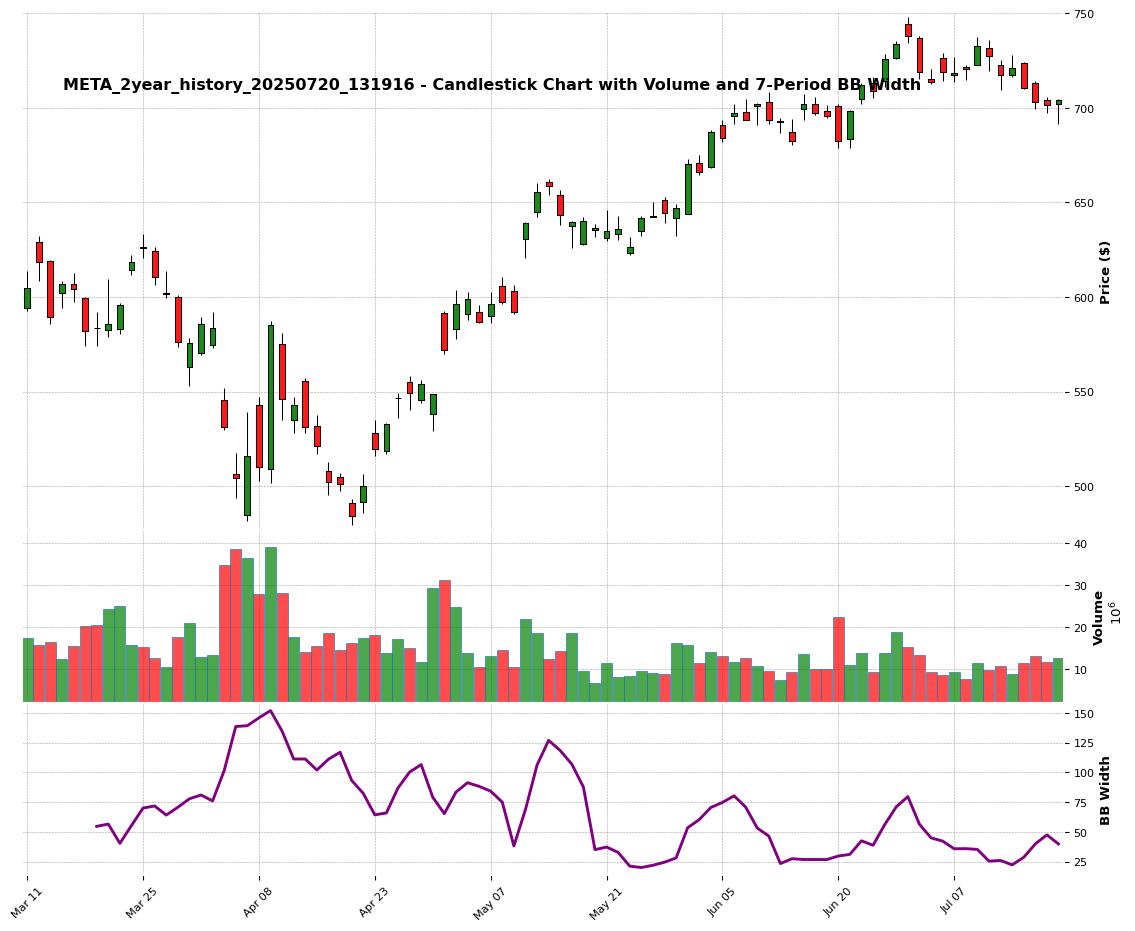 META_2year_history_20250720_131916 - Candlestick Chart with Volume and 7-Period BB Width
750
700
650
600
550
500
Price ($)
40
30
20
10
Volume
10^6
150
125
100
75
50
25
BB Width
Mar 11
Mar 25
Apr 08
Apr 23
May 07
May 21
Jun 05
Jun 20
Jul 07